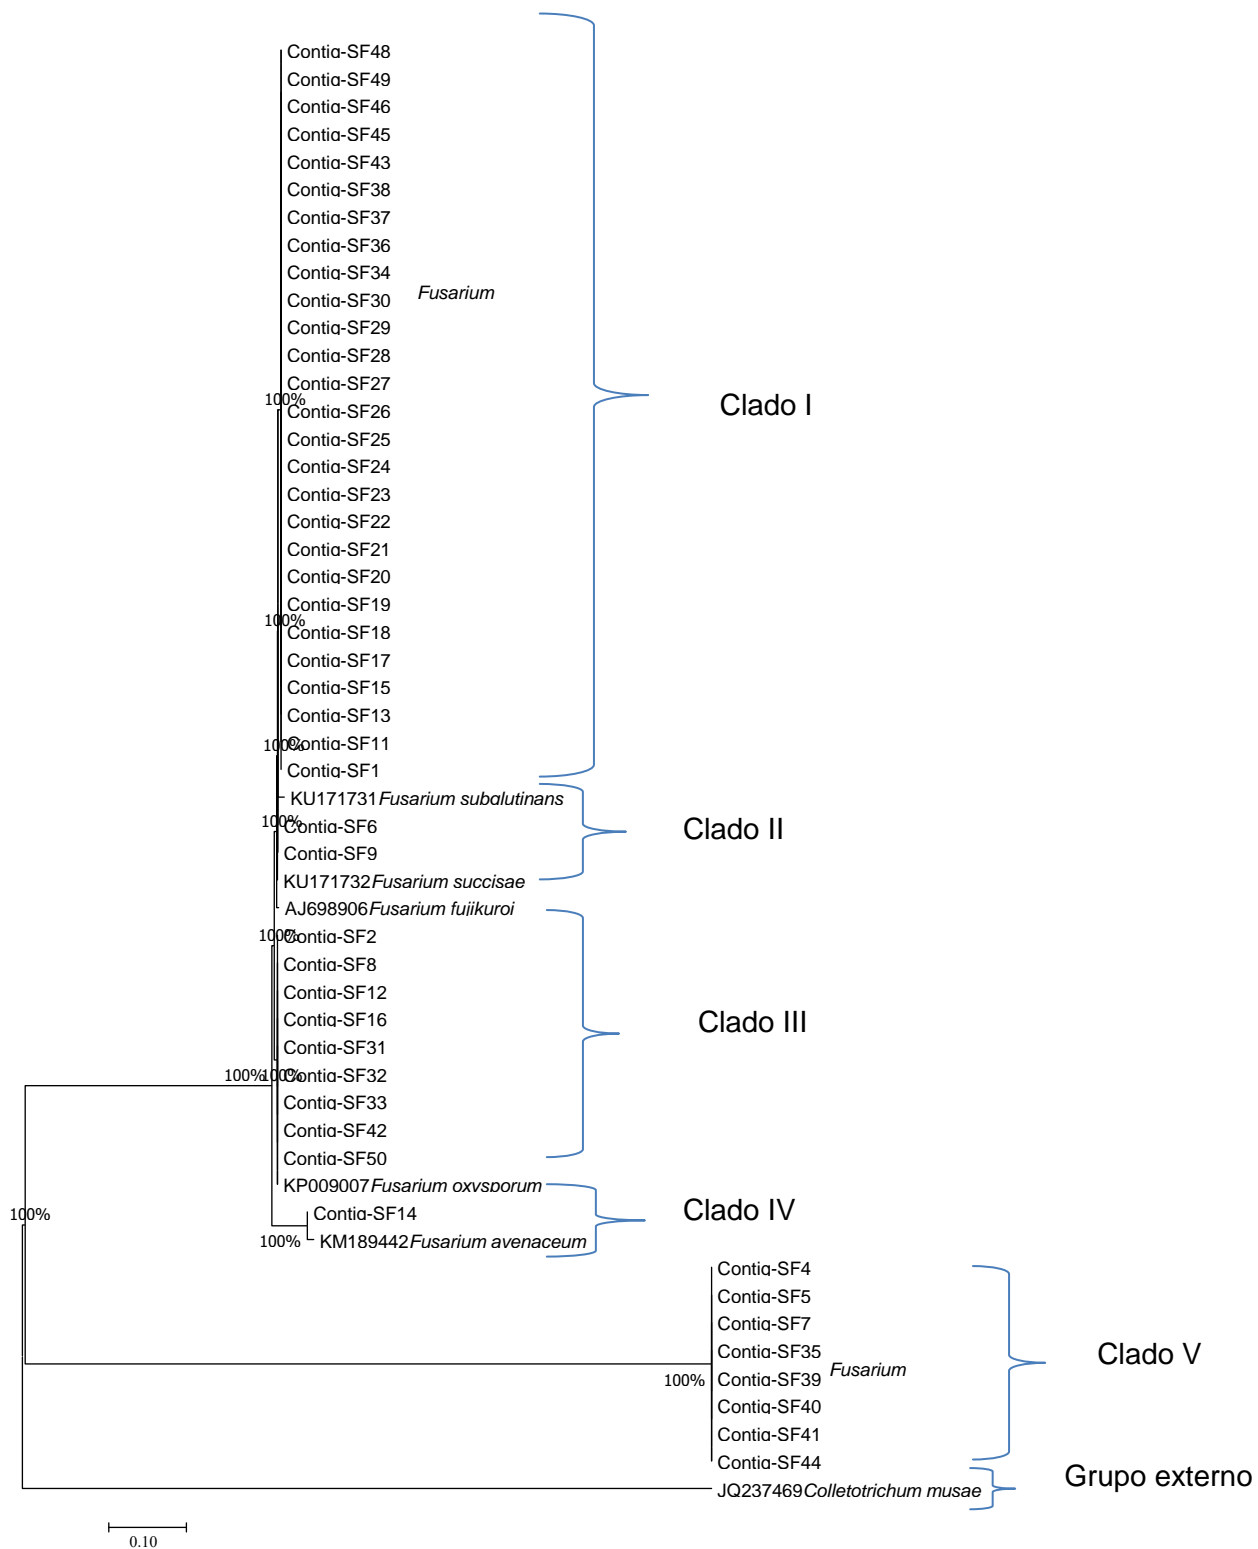 Contig-SF48
Contig-SF49
Contig-SF46
Contig-SF45
Contig-SF43
Contig-SF38
Contig-SF37
Contig-SF36
Contig-SF34
Fusarium
Contig-SF30
Contig-SF29
Contig-SF28
Contig-SF27
100%
Contig-SF26
Clado I
Contig-SF25
Contig-SF24
Contig-SF23
Contig-SF22
Contig-SF21
Contig-SF20
Contig-SF19
100%
Contig-SF18
Contig-SF17
Contig-SF15
Contig-SF13
100%
Contig-SF11
Contig-SF1
KU171731 Fusarium subglutinans
100%
Contig-SF6
Clado II
Contig-SF9
KU171732 Fusarium succisae
AJ698906 Fusarium fujikuroi
100%
Contig-SF2
Contig-SF8
Contig-SF12
Contig-SF16
Clado III
Contig-SF31
100%
100%
Contig-SF32
Contig-SF33
Contig-SF42
Contig-SF50
KP009007 Fusarium oxysporum
100%
Contig-SF14
Clado IV
100%
KM189442 Fusarium avenaceum
Contig-SF4
Contig-SF5
Contig-SF7
Contig-SF35
Clado V
Fusarium
100%
Contig-SF39
Contig-SF40
Contig-SF41
Contig-SF44
Grupo externo
JQ237469 Colletotrichum musae
0.10